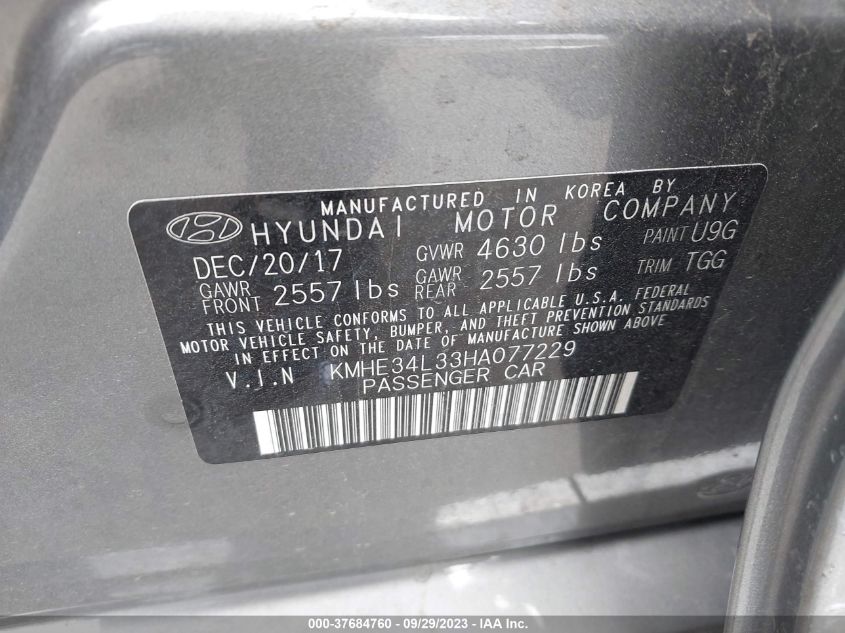 MANUFACTURED IN KOREA BY
HYUNDAI MOTOR COMPANY
DEC/20/17 GVWR 4630 lbs PAINT U9G
GAWR FRONT 2557 lbs GAWR REAR 2557 lbs TRIM TGG
THIS VEHICLE CONFORMS TO ALL APPLICABLE U.S.A. FEDERAL
MOTOR VEHICLE SAFETY, BUMPER, AND THEFT PREVENTION STANDARDS
IN EFFECT ON THE DATE OF MANUFACTURE SHOWN ABOVE
V.I.N KMHE34L33HA077229
PASSENGER CAR
000-37684760 - 09/29/2023 - © IAA Inc.